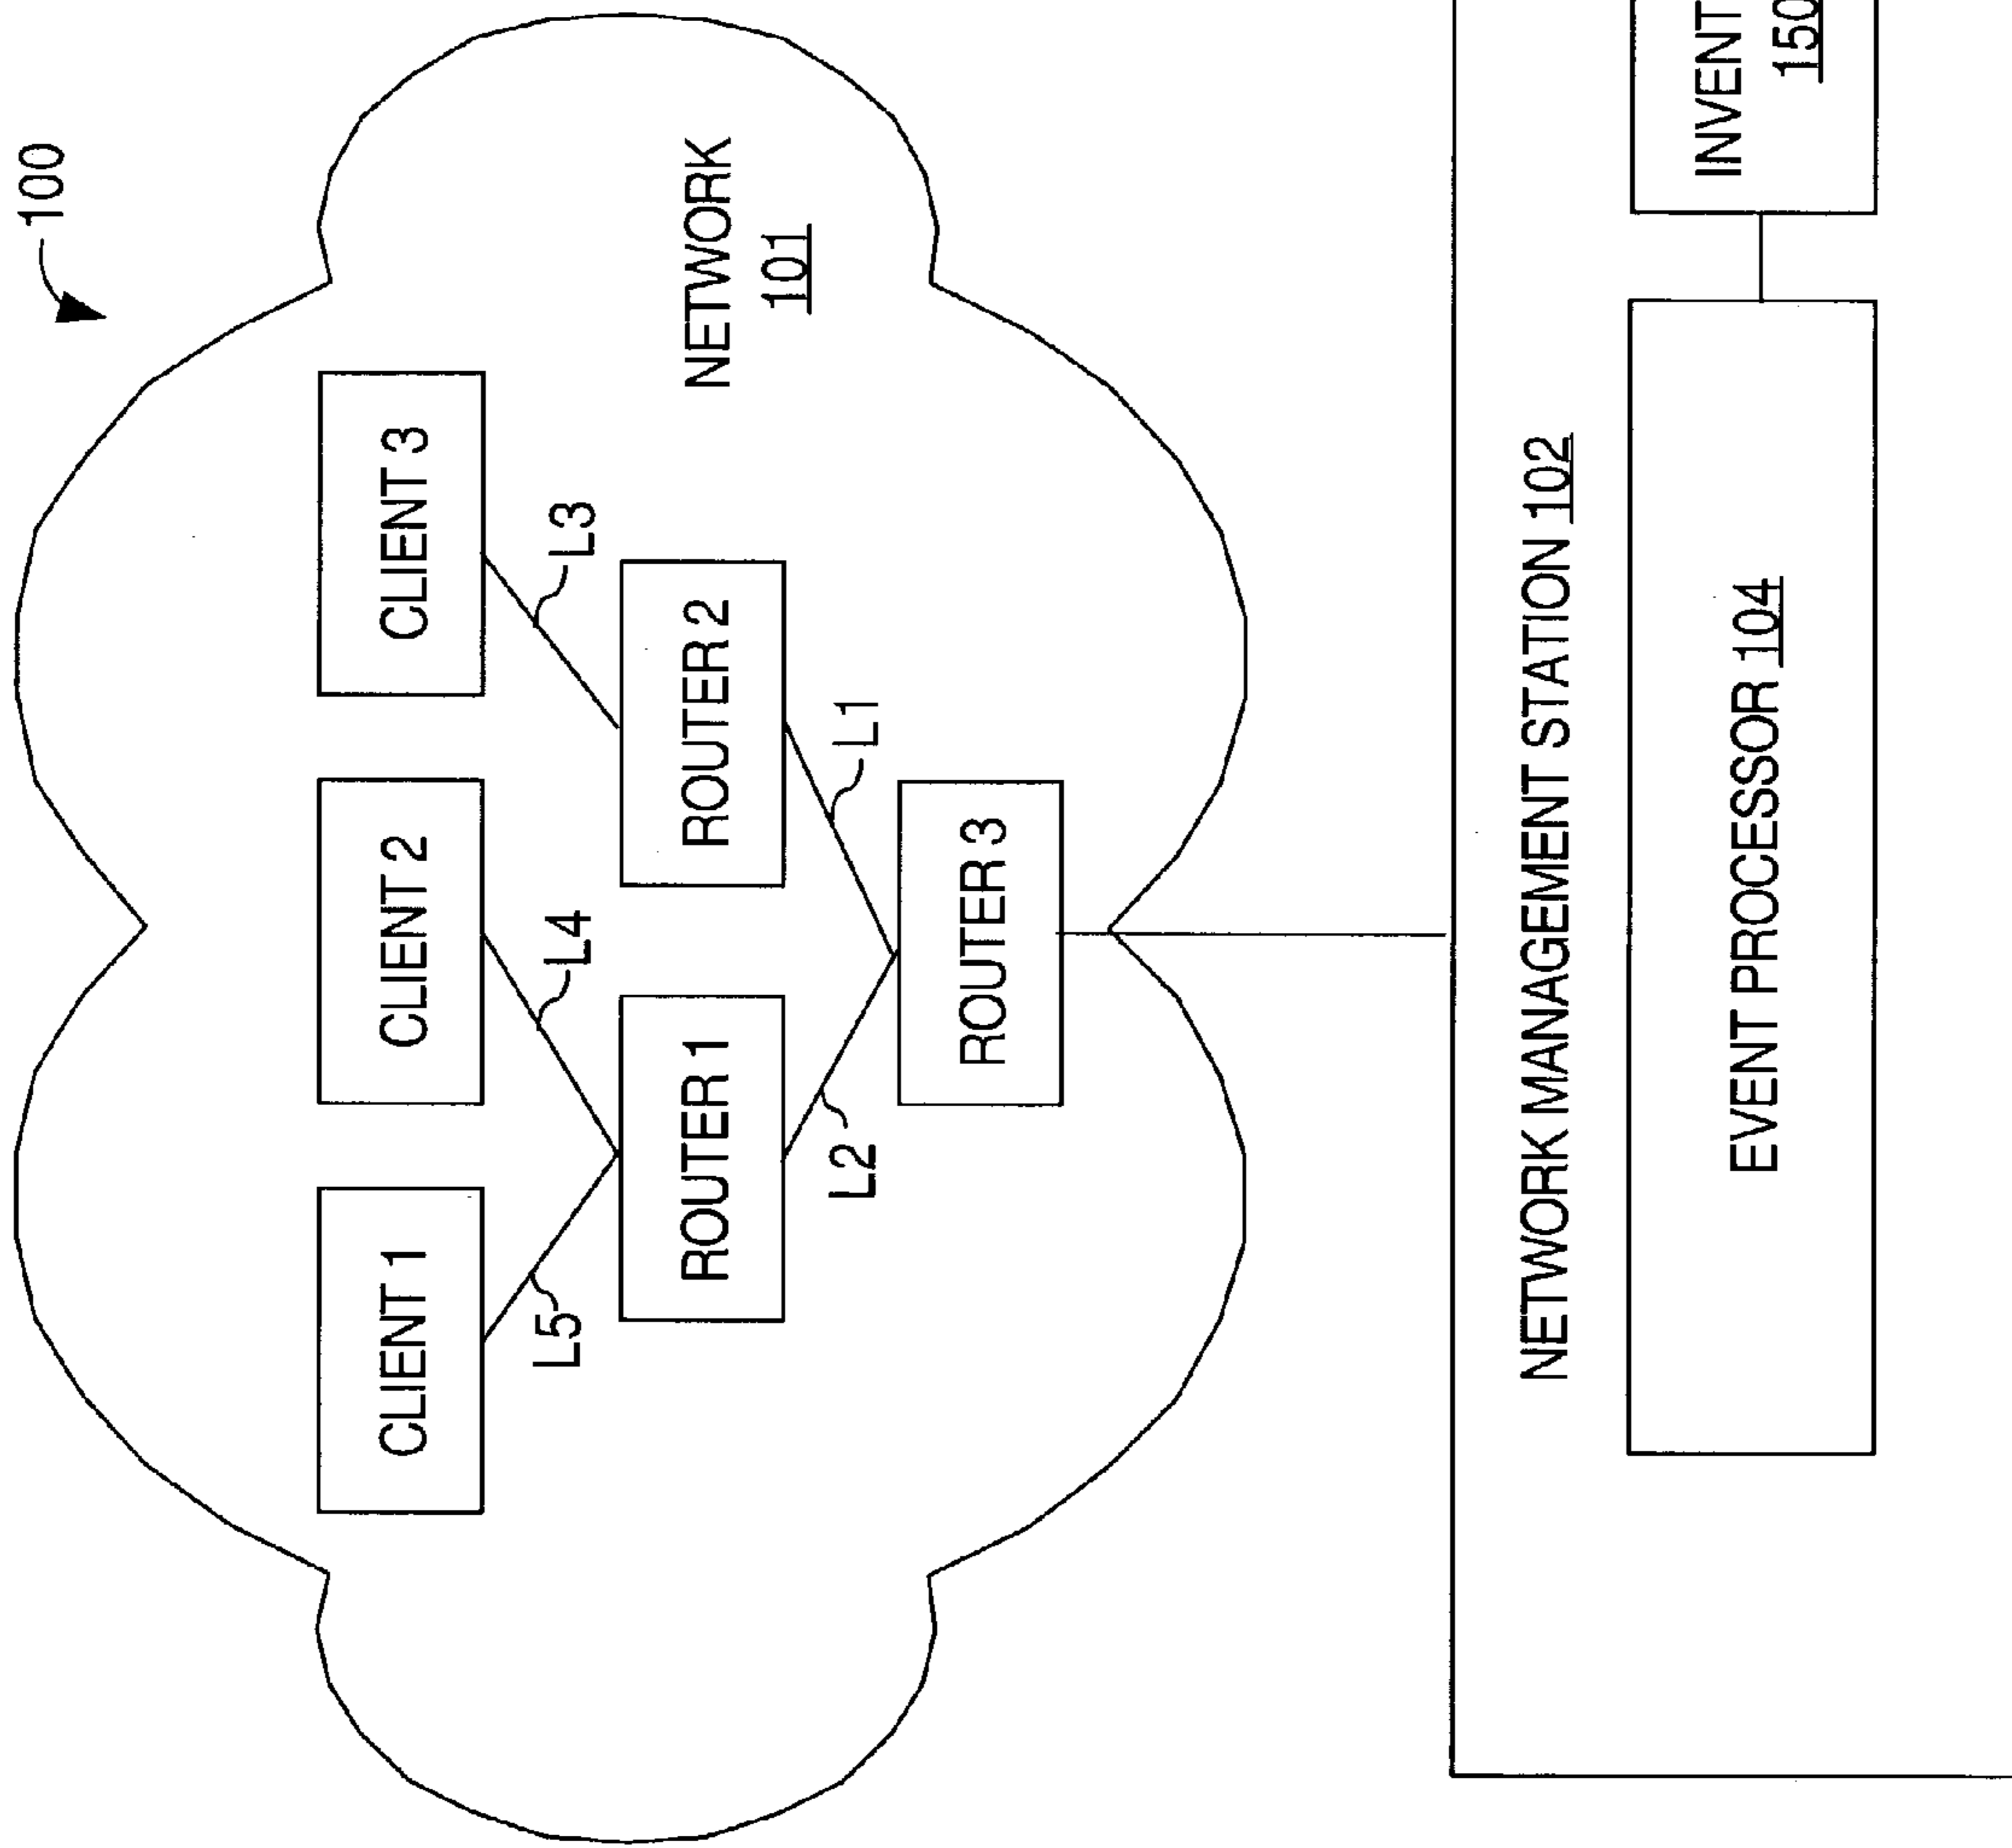 100
CLIENT 1
CLIENT 2
CLIENT 3
L5
L4
L3
ROUTER 1
ROUTER 2
NETWORK
101
L2
L1
ROUTER 3
NETWORK MANAGEMENT STATION 102
EVENT PROCESSOR 104
INVENT
150